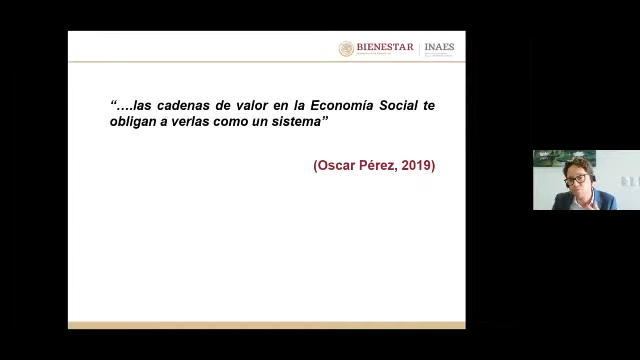 BIENESTAR
INAES
“….las cadenas de valor en la Economía Social te
obligan a verlas como un sistema”
(Oscar Pérez, 2019)